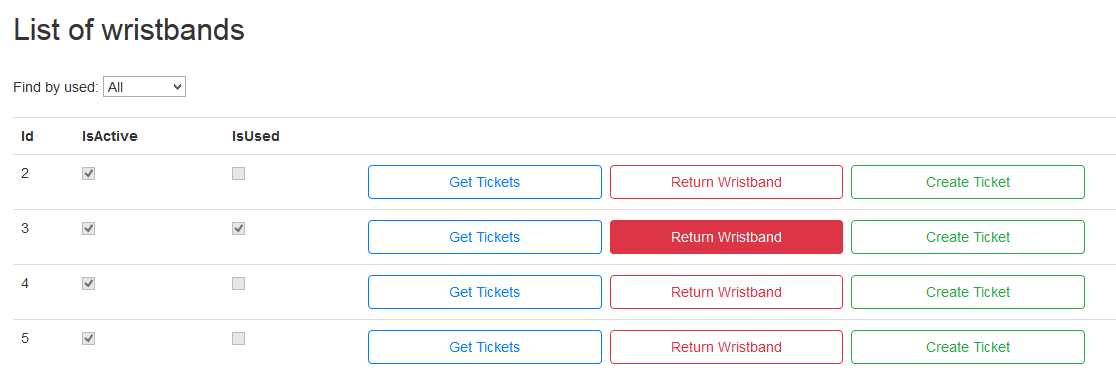 List of wristbands
Find by used: All
Id IsActive IsUsed
2 Get Tickets Return Wristband Create Ticket
3 Get Tickets Return Wristband Create Ticket
4 Get Tickets Return Wristband Create Ticket
5 Get Tickets Return Wristband Create Ticket